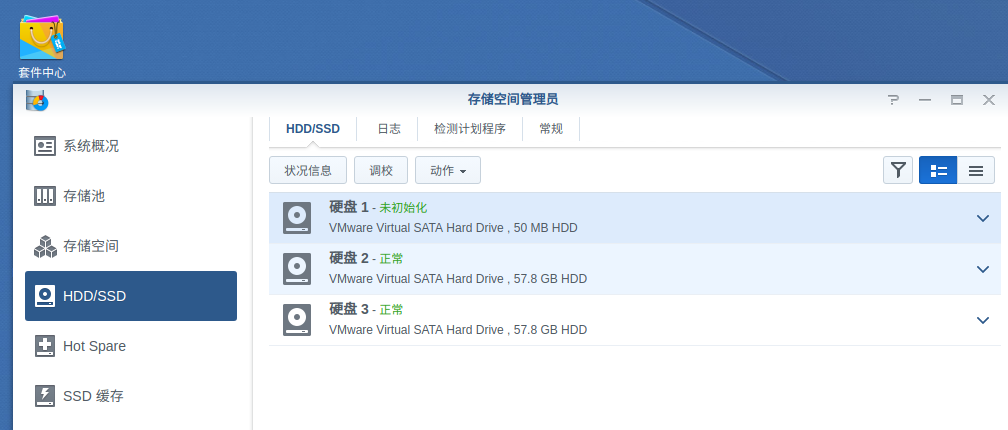 套件中心
存储空间管理员
系统概况
存储池
存储空间
HDD/SSD
Hot Spare
SSD 缓存
HDD/SSD 日志 检测计划程序 常规
状况信息 调校 动作
硬盘 1 - 未初始化
VMware Virtual SATA Hard Drive , 50 MB HDD
硬盘 2 - 正常
VMware Virtual SATA Hard Drive , 57.8 GB HDD
硬盘 3 - 正常
VMware Virtual SATA Hard Drive , 57.8 GB HDD